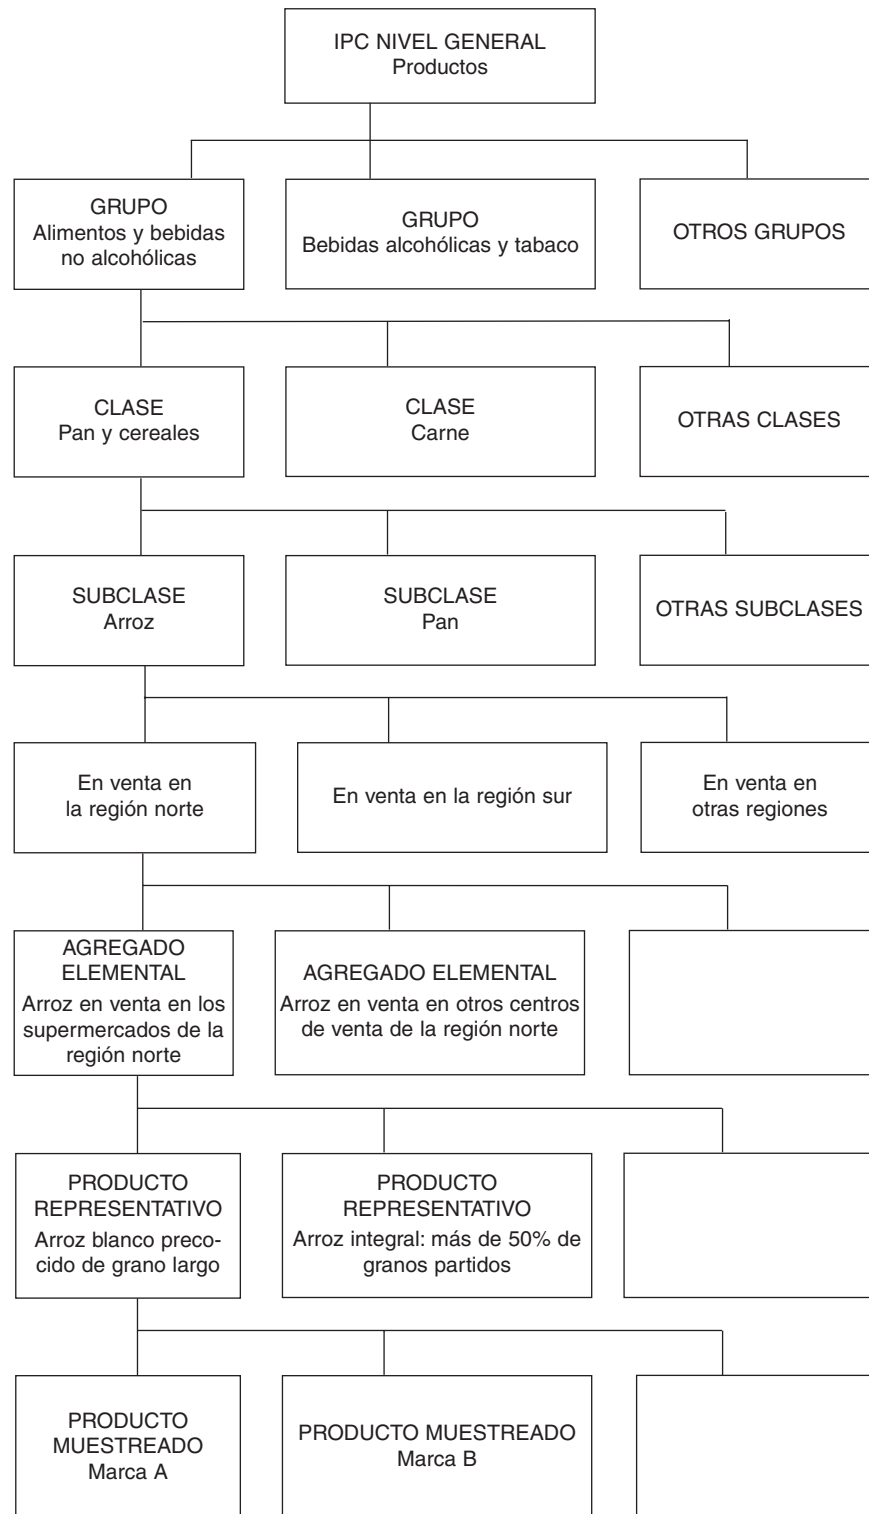 IPC NIVEL GENERAL
Productos
GRUPO
Alimentos y bebidas
no alcohólicas
GRUPO
Bebidas alcohólicas y tabaco
OTROS GRUPOS
CLASE
Pan y cereales
CLASE
Carne
OTRAS CLASES
SUBCLASE
Arroz
SUBCLASE
Pan
OTRAS SUBCLASES
En venta en
la región norte
En venta en la región sur
En venta en
otras regiones
AGREGADO
ELEMENTAL
Arroz en venta en los
supermercados de la
región norte
AGREGADO ELEMENTAL
Arroz en venta en otros centros
de venta de la región norte
PRODUCTO
REPRESENTATIVO
Arroz blanco preco-
cido de grano largo
PRODUCTO
REPRESENTATIVO
Arroz integral: más de 50% de
granos partidos
PRODUCTO
MUESTREADO
Marca A
PRODUCTO MUESTREADO
Marca B